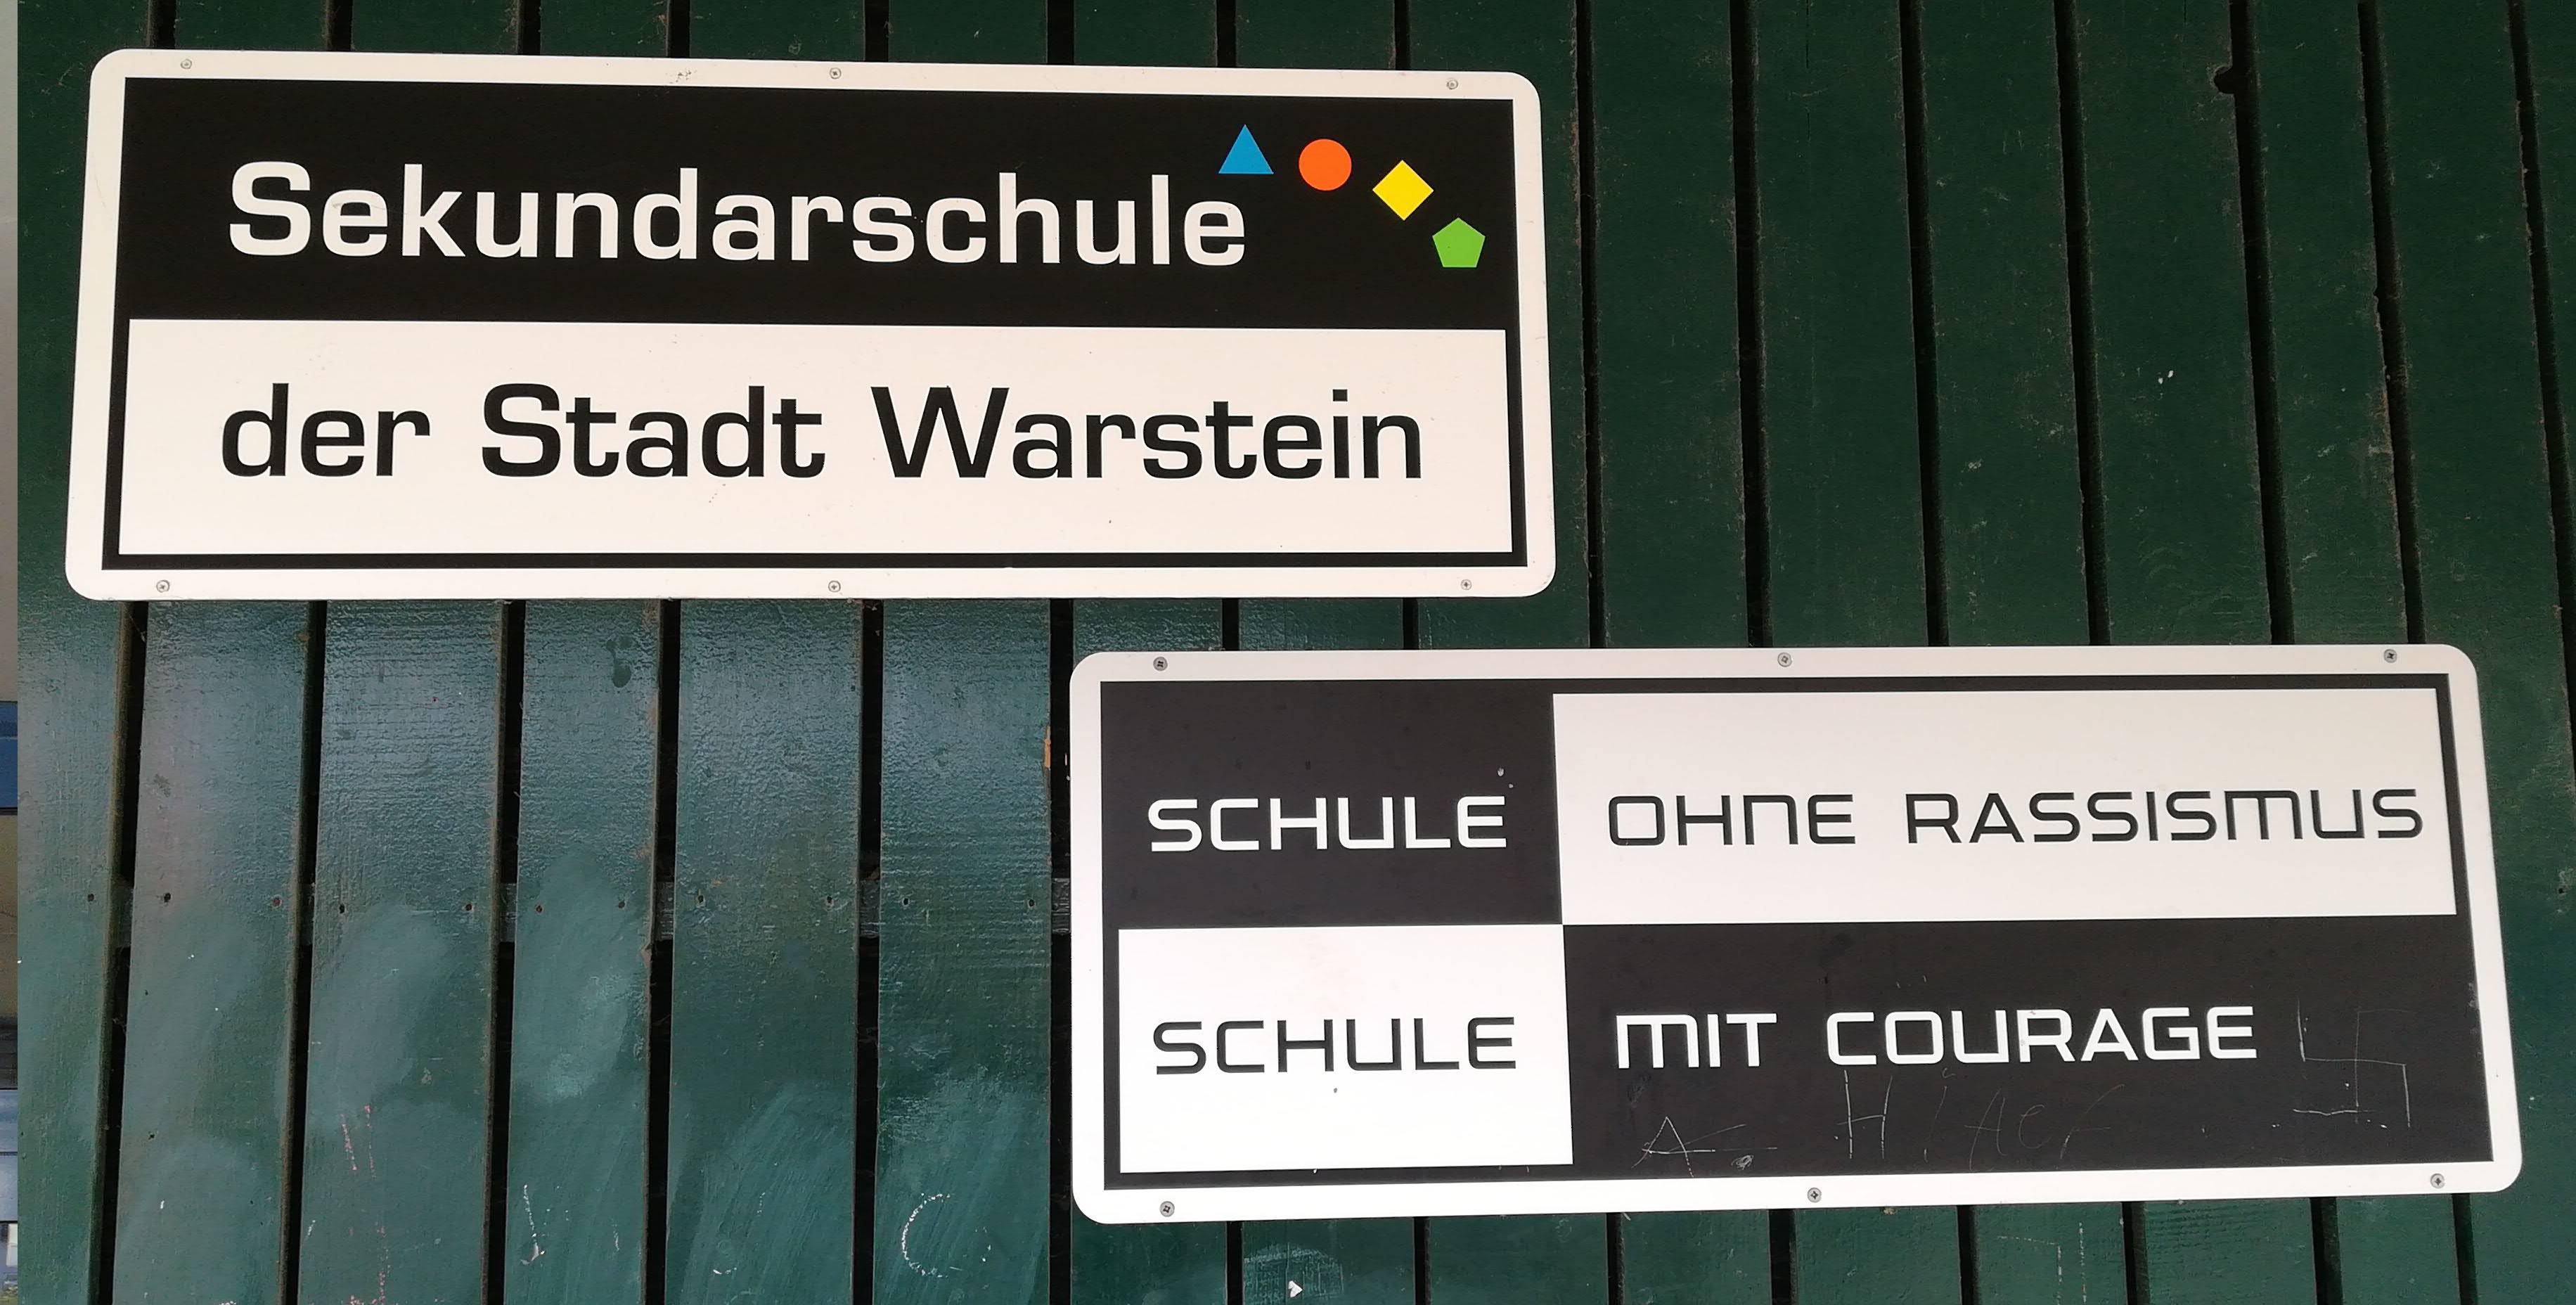 Sekundarschule
der Stadt Warstein
SCHULE OHNE RASSISMUS
SCHULE MIT COURAGE